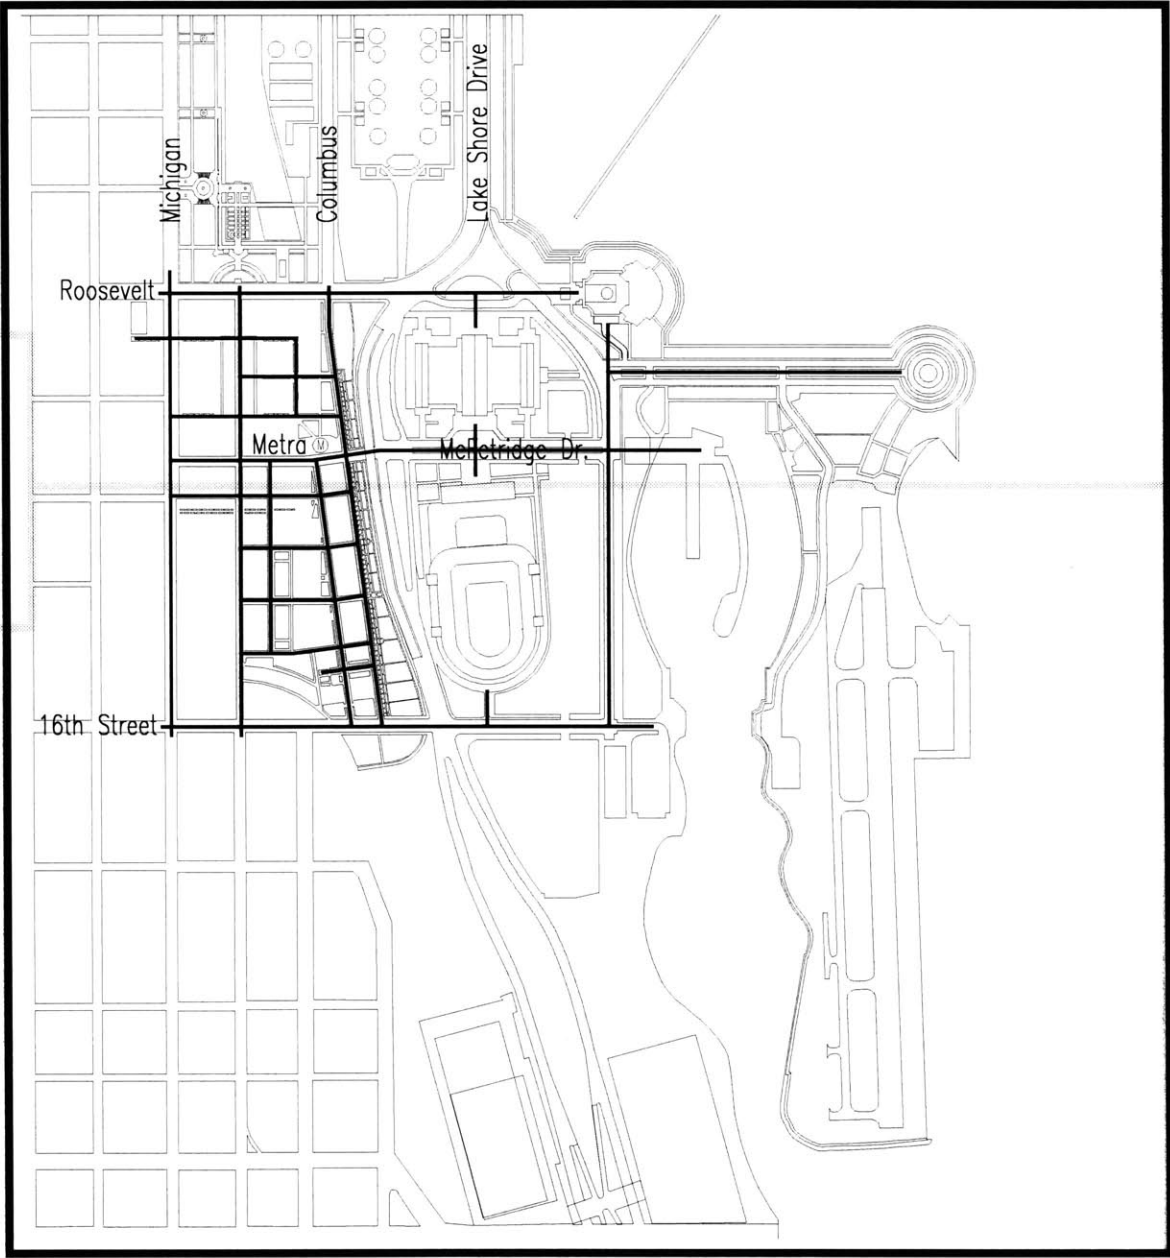 Michigan
Columbus
Lake Shore Drive
Roosevelt
Metra M
McFetridge Dr.
16th Street